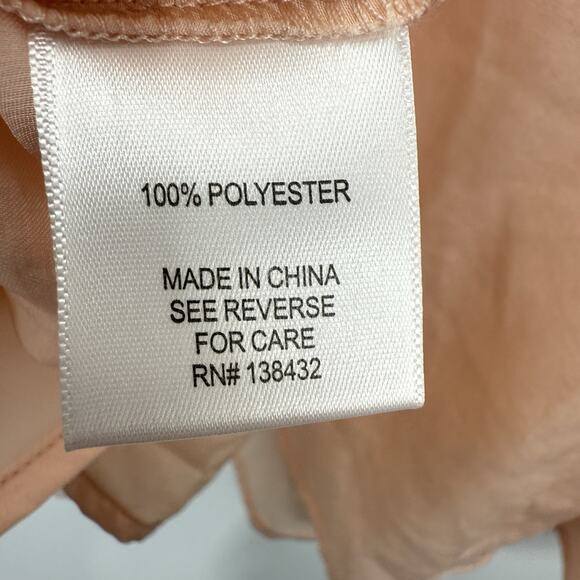 100% POLYESTER
MADE IN CHINA
SEE REVERSE
FOR CARE
RN# 138432